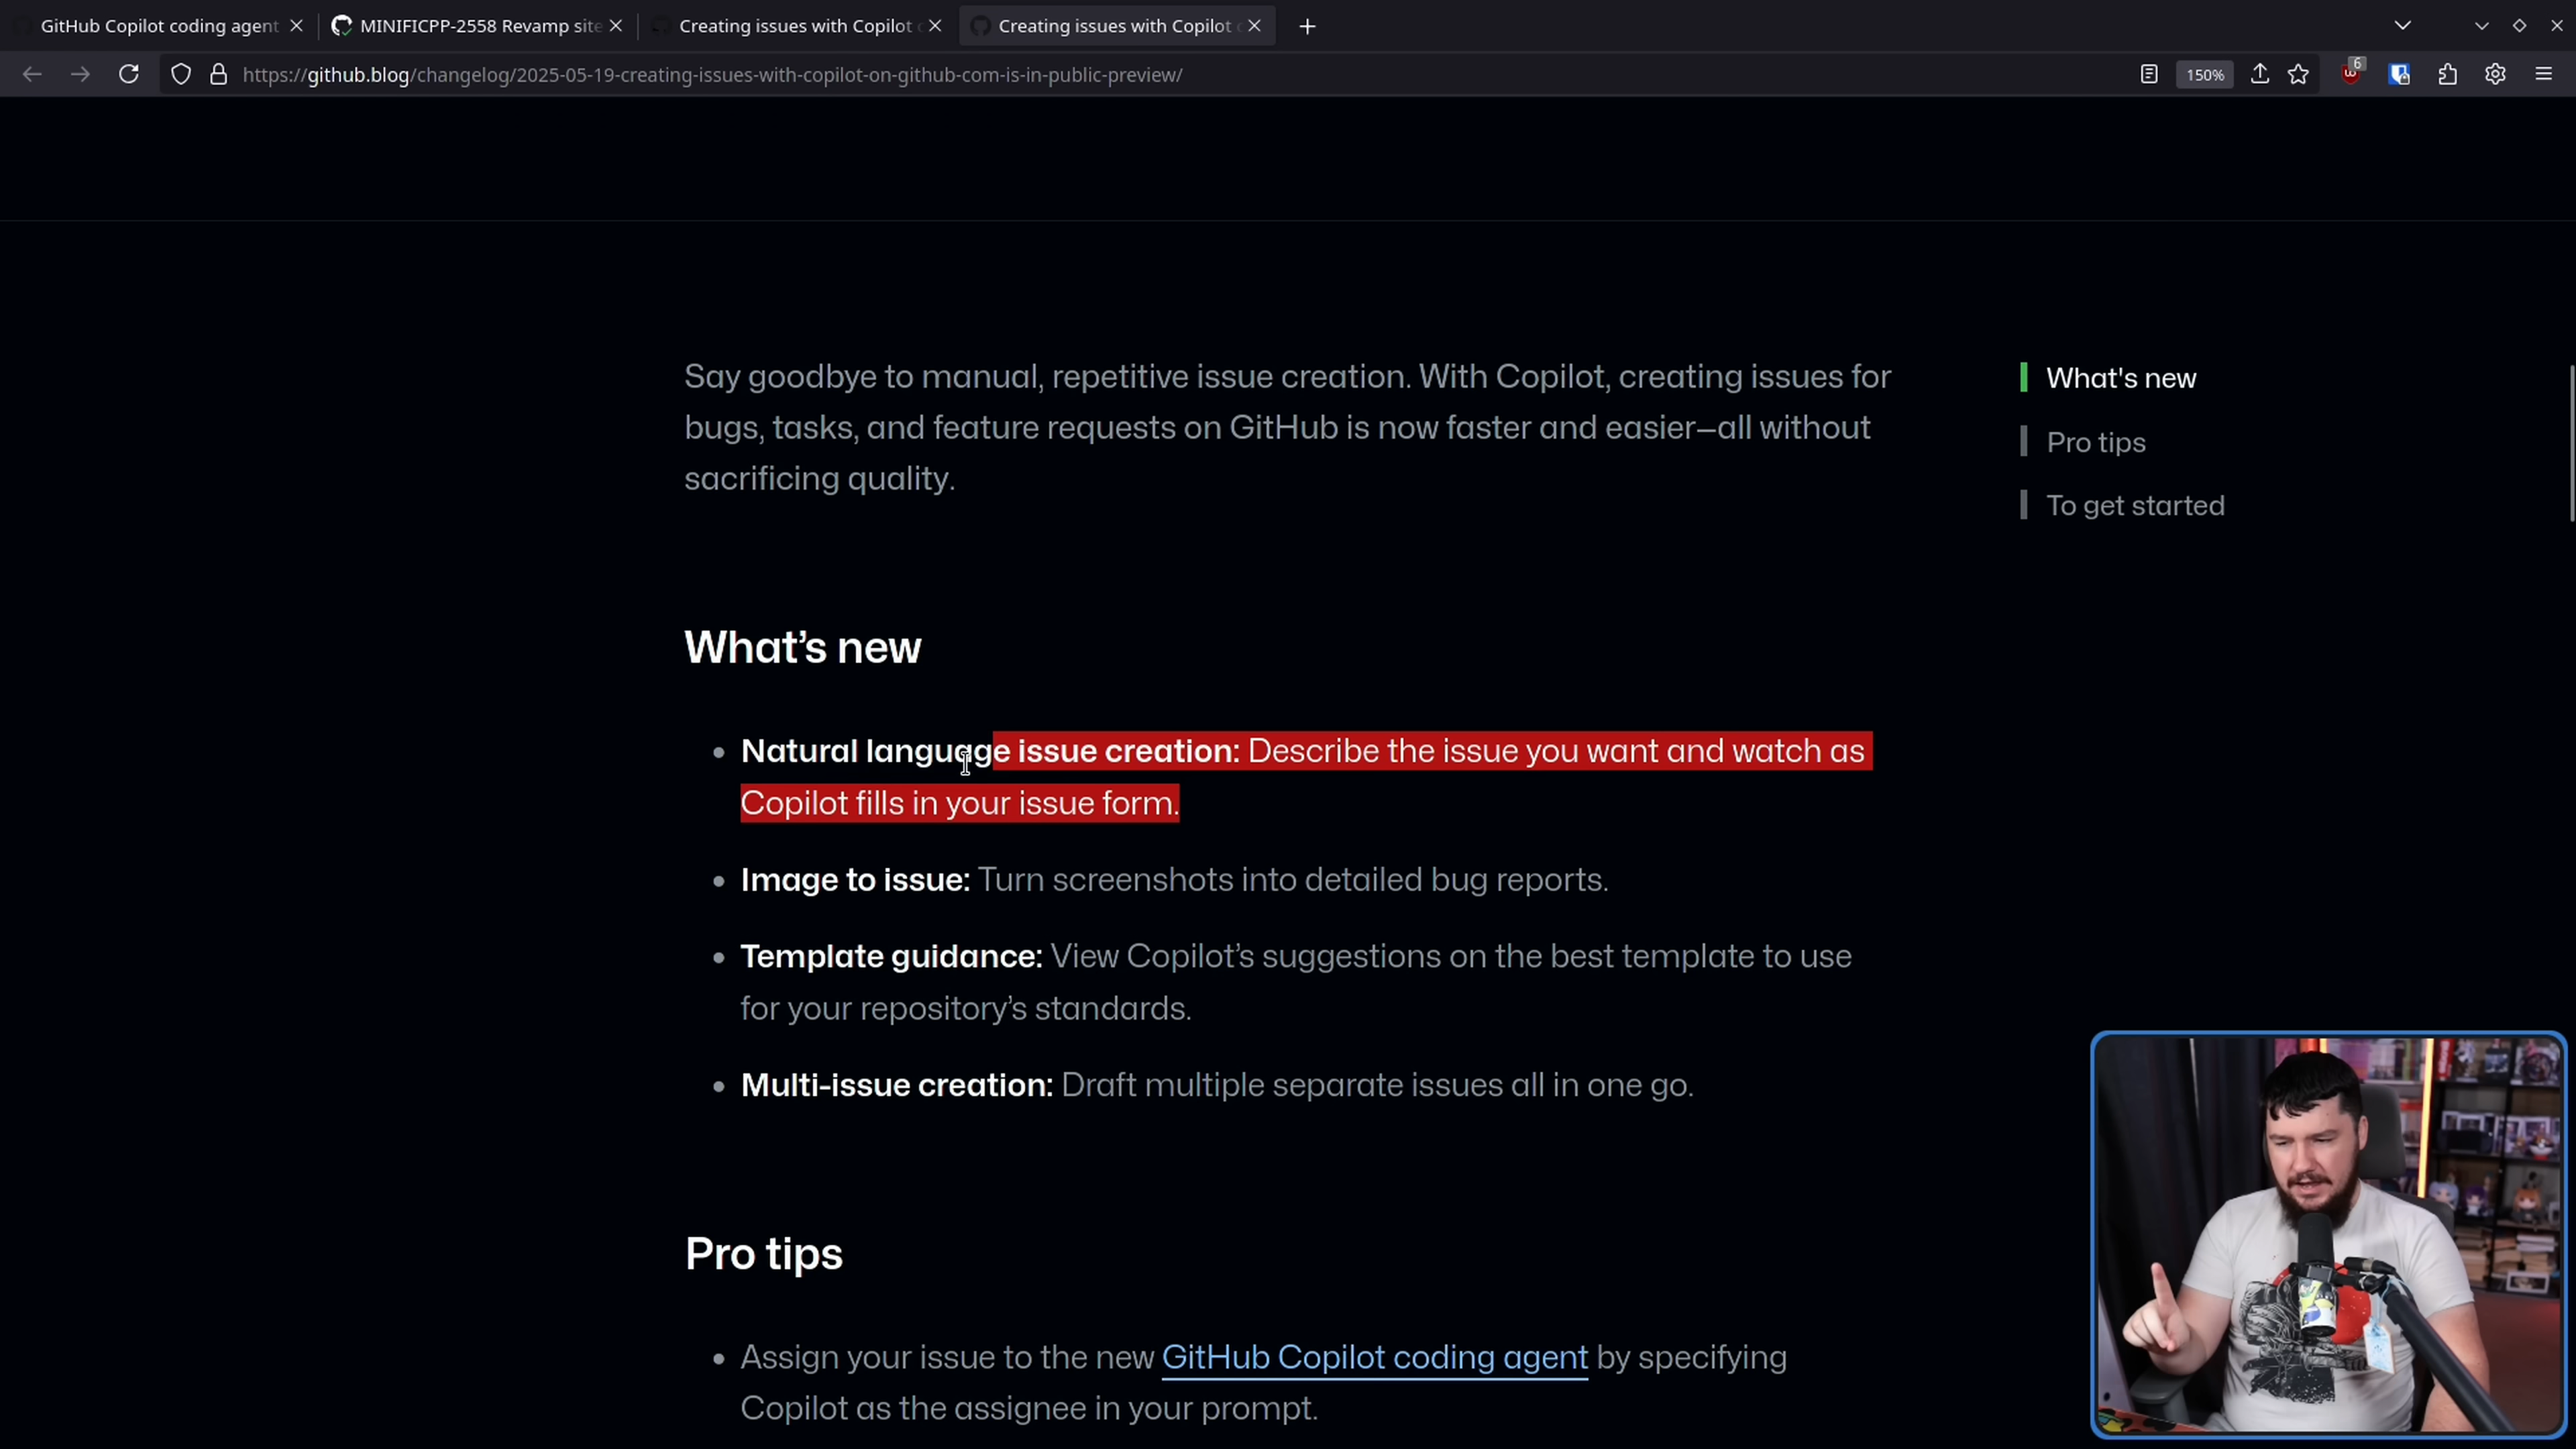 GitHub Copilot coding agent
MINIFICPP-2558 Revamp site
Creating issues with Copilot
Creating issues with Copilot
https://github.blog/changelog/2025-05-19-creating-issues-with-copilot-on-github-com-is-in-public-preview/
150%
6
Say goodbye to manual, repetitive issue creation. With Copilot, creating issues for
bugs, tasks, and feature requests on GitHub is now faster and easier—all without
sacrificing quality.
What's new
Pro tips
To get started
What’s new
• Natural language issue creation: Describe the issue you want and watch as
Copilot fills in your issue form.
• Image to issue: Turn screenshots into detailed bug reports.
• Template guidance: View Copilot’s suggestions on the best template to use
for your repository’s standards.
• Multi-issue creation: Draft multiple separate issues all in one go.
Pro tips
• Assign your issue to the new GitHub Copilot coding agent by specifying
Copilot as the assignee in your prompt.